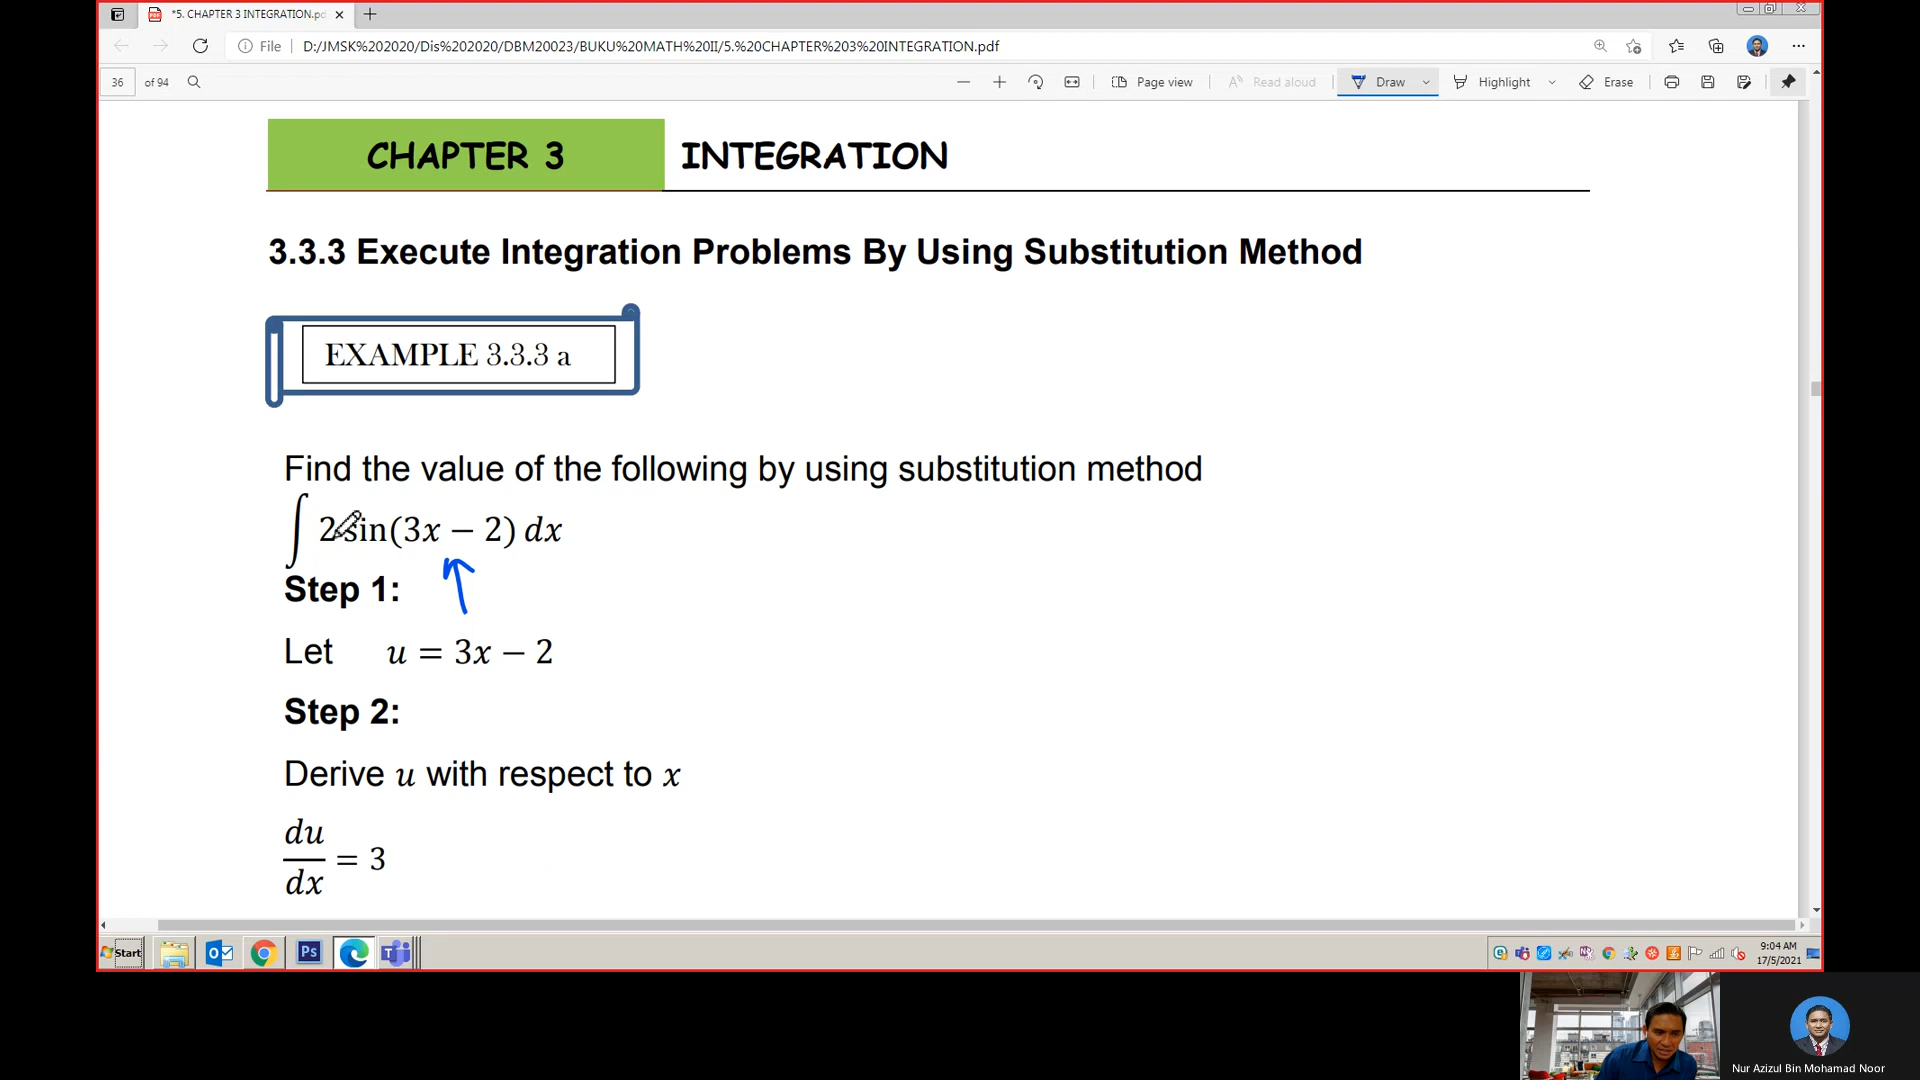 *5. CHAPTER 3 INTEGRATION.pd
File D:/JMSK%202020/Dis%202020/DBM20023/BUKU%20MATH%20II/5.%20CHAPTER%203%20INTEGRATION.pdf
36 of 94 Page view Read aloud Draw Highlight Erase
CHAPTER 3 INTEGRATION
3.3.3 Execute Integration Problems By Using Substitution Method
EXAMPLE 3.3.3 a
Find the value of the following by using substitution method
∫ 2 sin(3x − 2) dx
Step 1:
Let u = 3x − 2
Step 2:
Derive u with respect to x
du/dx = 3
Start
9:04 AM
17/5/2021
Nur Azizul Bin Mohamad Noor